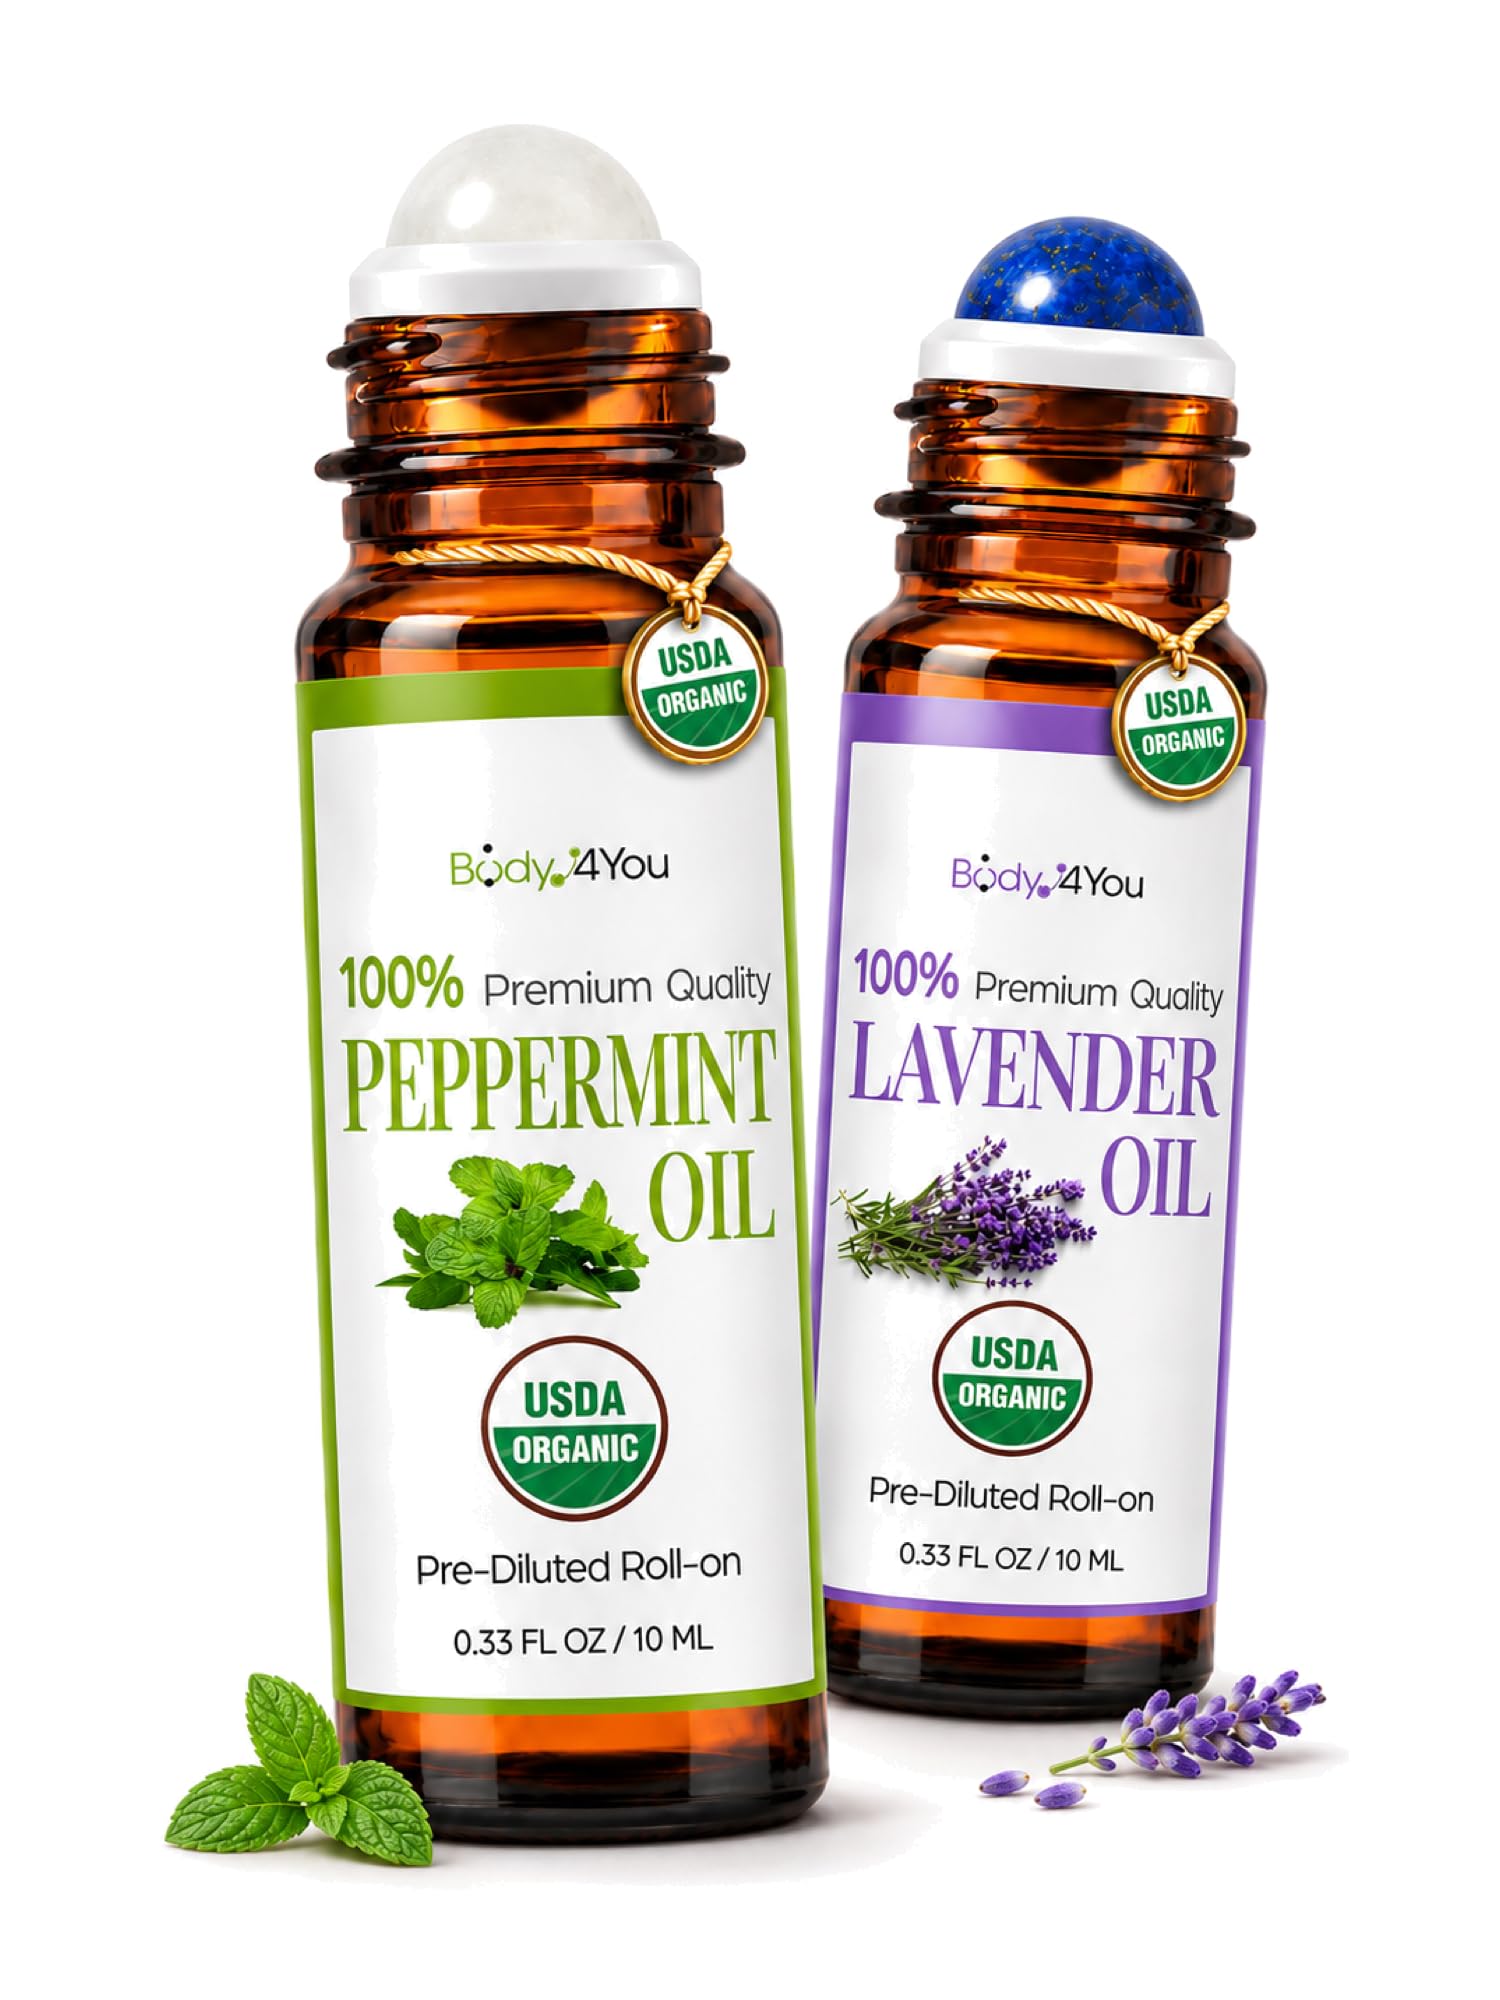 USDA
ORGANIC
Body4You
100% Premium Quality
PEPPERMINT
OIL
USDA
ORGANIC
Pre-Diluted Roll-on
0.33 FL OZ / 10 ML
USDA
ORGANIC
Body4You
100% Premium Quality
LAVENDER
OIL
USDA
ORGANIC
Pre-Diluted Roll-on
0.33 FL OZ / 10 ML